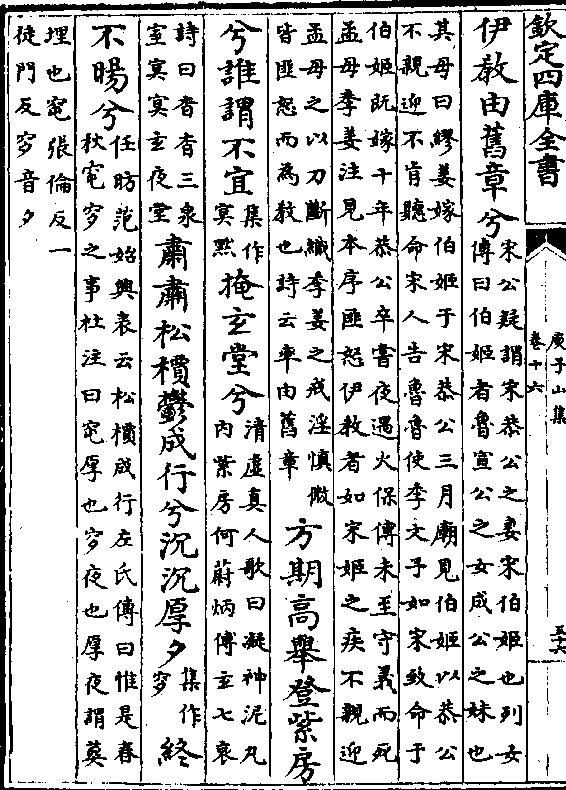 欽定四庫全書
庾子山集
卷十六
五十六
伊教由舊章兮
宋公疑謂宋恭公之妻宋伯姬也列女
傳曰伯姬者魯宣公之女成公之妹也
其母曰繆姜嫁伯姬于宋恭公三月廟見伯姬以恭公
不親迎不肯聽命宋人告魯魯使季文子如宋致命于
伯姬既嫁十年恭公卒嘗夜遇火保傅未至守義而死
孟母季姜注見本序匪怒伊教者如宋姬之疾不親迎
孟母之以刀斷織季姜之戒淫慎微
皆匪怒而為教也詩云率由舊章
方期高舉登紫房
兮誰謂不宜
集作
冥然
掩玄堂兮
清虛真人歌曰凝神泥丸
内紫房何蔚炳傅玄七哀
詩曰杳杳三泉
室冥冥玄夜堂
肅肅松檟鬱成行兮沉沉厚夕
集作
穸
終
不暘兮
任昉范始興表云松檟成行左氏傳曰惟是春
秋窀穸之事杜注曰窀厚也穸夜也厚夜謂葬
埋也窀張倫反一
徒門反穸音夕